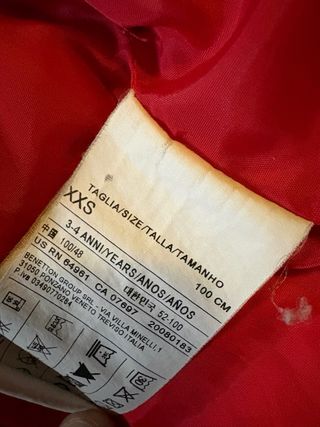 TAGLIA/SIZE/TALLA/TAMANHO
XXS 100 CM
3-4 ANNI/YEARS/ANOS/AÑOS
中国 100/48 대한민국 52-100
US RN 64961 CA 07697 20080183
BENETTON GROUP SRL VIA VILLA MINELLI.1
31050 PONZANO VENETO TREVISO ITALIA
P.iva 03490770264